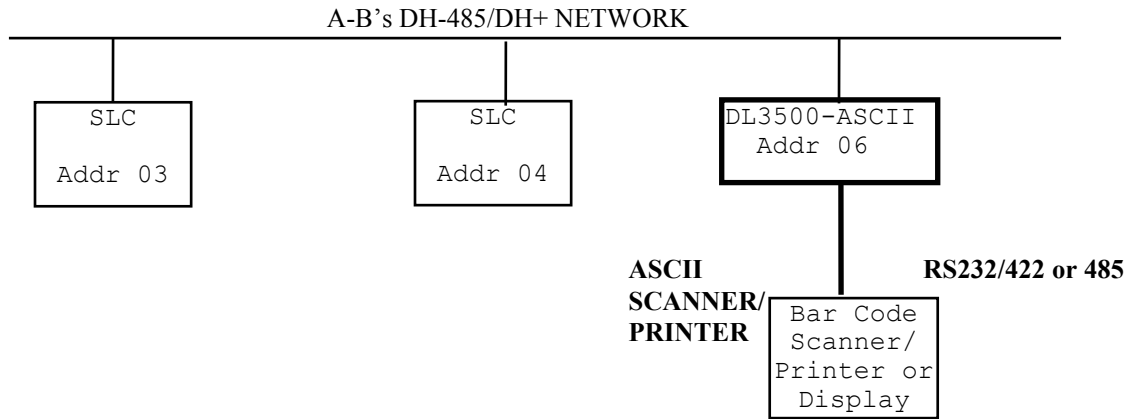 A-B's DH-485/DH+ NETWORK
SLC
Addr 03
SLC
Addr 04
DL3500-ASCII
Addr 06
ASCII
SCANNER/
PRINTER
RS232/422 or 485
Bar Code
Scanner/
Printer or
Display